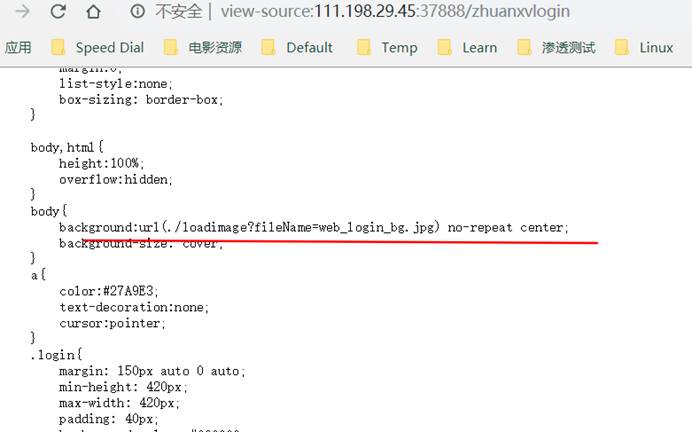 不安全 | view-source:111.198.29.45:37888/zhuanxvlogin
应用 Speed Dial 电影资源 Default Temp Learn 渗透测试 Linux
margin:0;
list-style:none;
box-sizing: border-box;
}
body,html{
height:100%;
overflow:hidden;
}
body{
background:url(./loadimage?fileName=web_login_bg.jpg) no-repeat center;
background-size: cover;
}
a{
color:#27A9E3;
text-decoration:none;
cursor:pointer;
}
.login{
margin: 150px auto 0 auto;
min-height: 420px;
max-width: 420px;
padding: 40px;